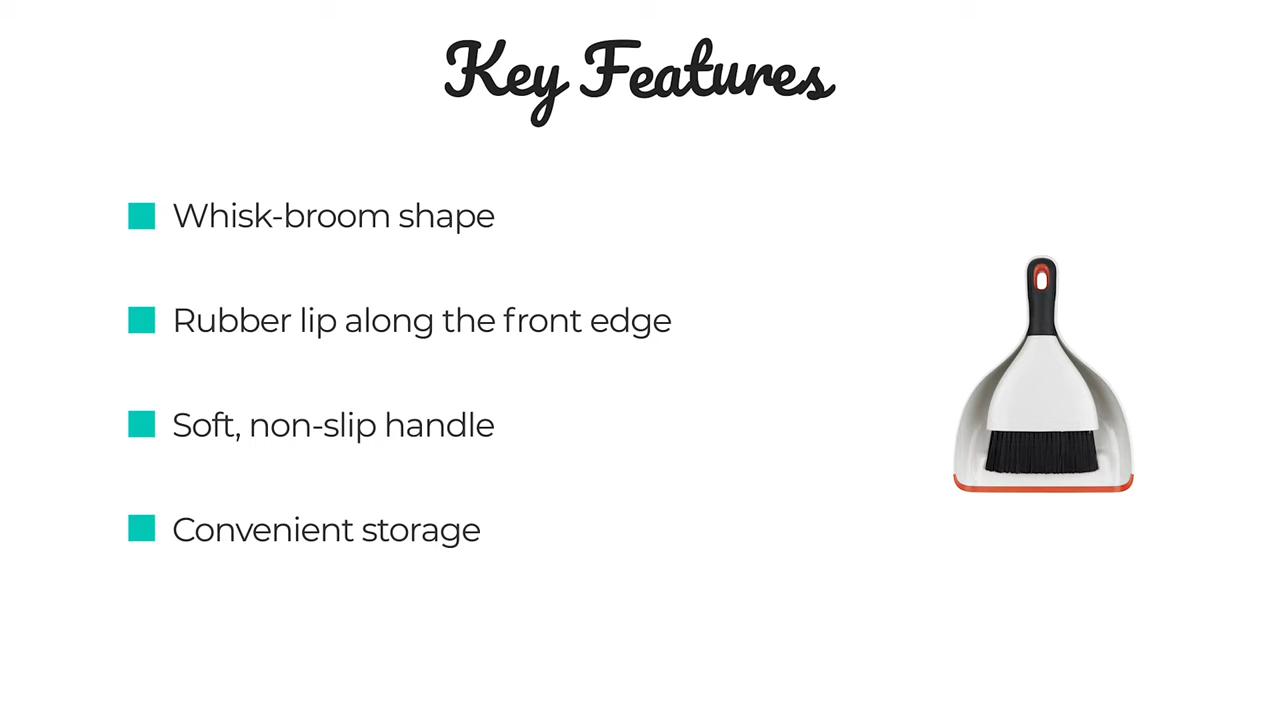 Key Features
Whisk-broom shape
Rubber lip along the front edge
Soft, non-slip handle
Convenient storage